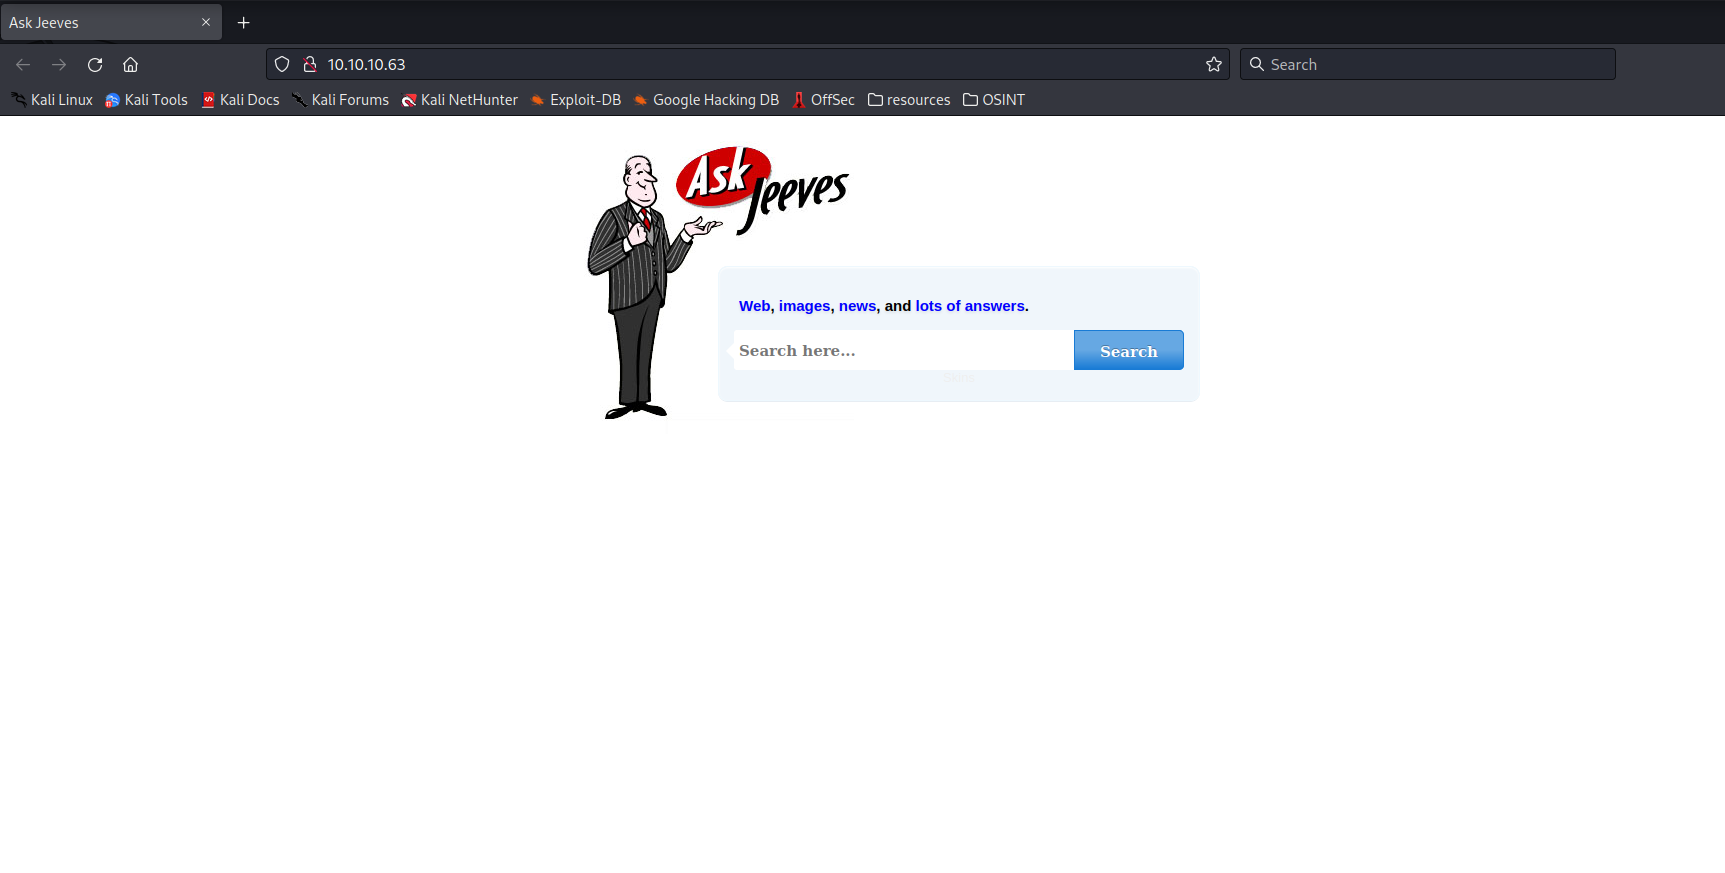 Ask Jeeves
10.10.10.63
Search
Kali Linux
Kali Tools
Kali Docs
Kali Forums
Kali NetHunter
Exploit-DB
Google Hacking DB
OffSec
resources
OSINT
Ask
Jeeves
Web, images, news, and lots of answers.
Search here...
Search